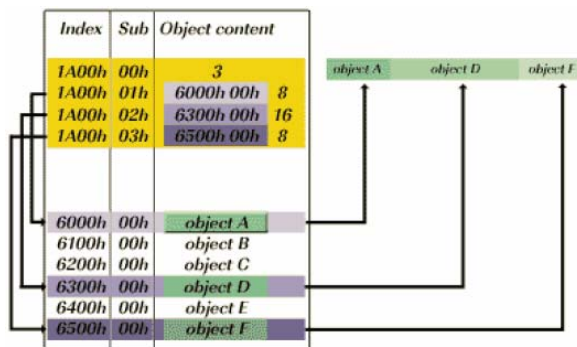 Index Sub Object content
1A00h 00h 3
1A00h 01h 6000h 00h 8
1A00h 02h 6300h 00h 16
1A00h 03h 6500h 00h 8
object A object D object F
6000h 00h object A
6100h 00h object B
6200h 00h object C
6300h 00h object D
6400h 00h object E
6500h 00h object F